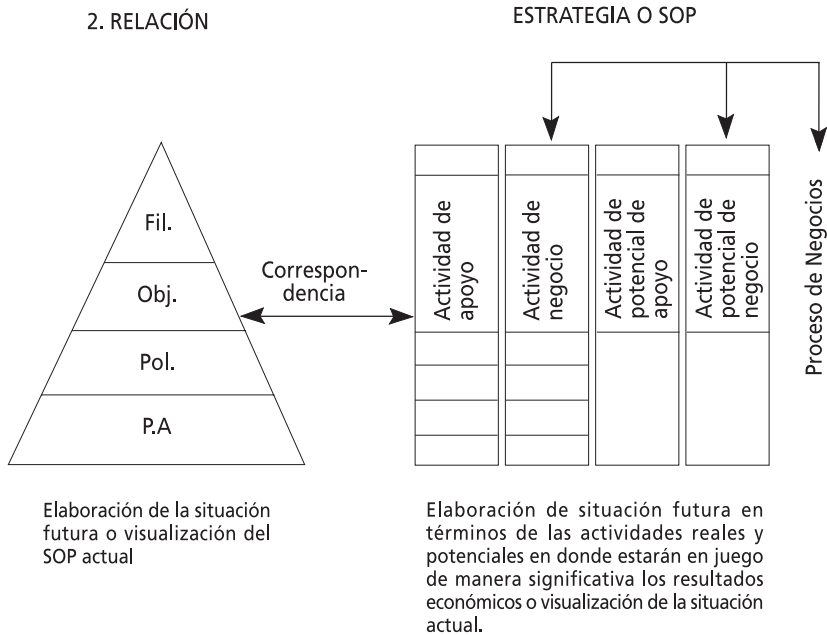 2. RELACIÓN
ESTRATEGIA O SOP
Fil.
Obj.
Pol.
P.A
Correspon-
dencia
Actividad de
apoyo
Actividad de
negocio
Actividad de
potencial de
apoyo
Actividad de
potencial de
negocio
Proceso de Negocios
Elaboración de la situación
futura o visualización del
SOP actual
Elaboración de situación futura en
términos de las actividades reales y
potenciales en donde estarán en juego
de manera significativa los resultados
económicos o visualización de la situación
actual.